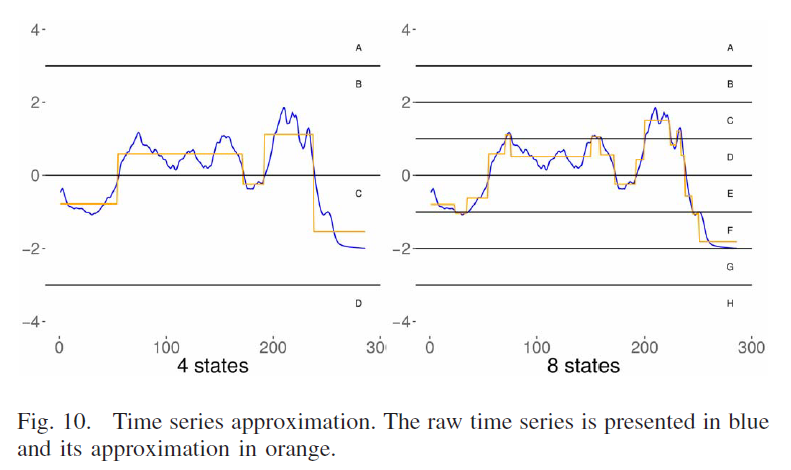 4-
2-
0-
-2-
-4-
A
B
C
D
0
100
200
30
4 states
4-
2-
0-
-2-
-4-
A
B
C
D
E
F
G
H
0
100
200
300
8 states
Fig. 10. Time series approximation. The raw time series is presented in blue
and its approximation in orange.